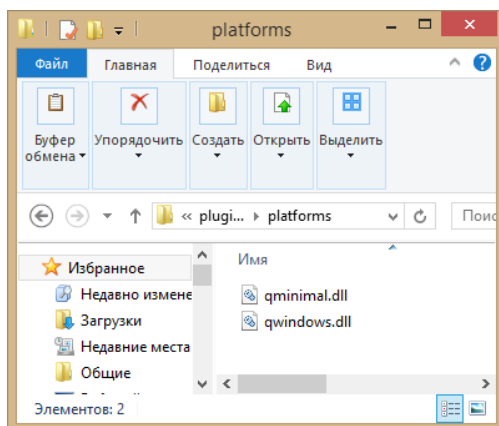 platforms
Файл Главная Поделиться Вид
Буфер обмена
Упорядочить
Создать
Открыть
Выделить
« plugi... platforms
Поис
Избранное
Недавно измене
Загрузки
Недавние места
Общие
Имя
qminimal.dll
qwindows.dll
Элементов: 2